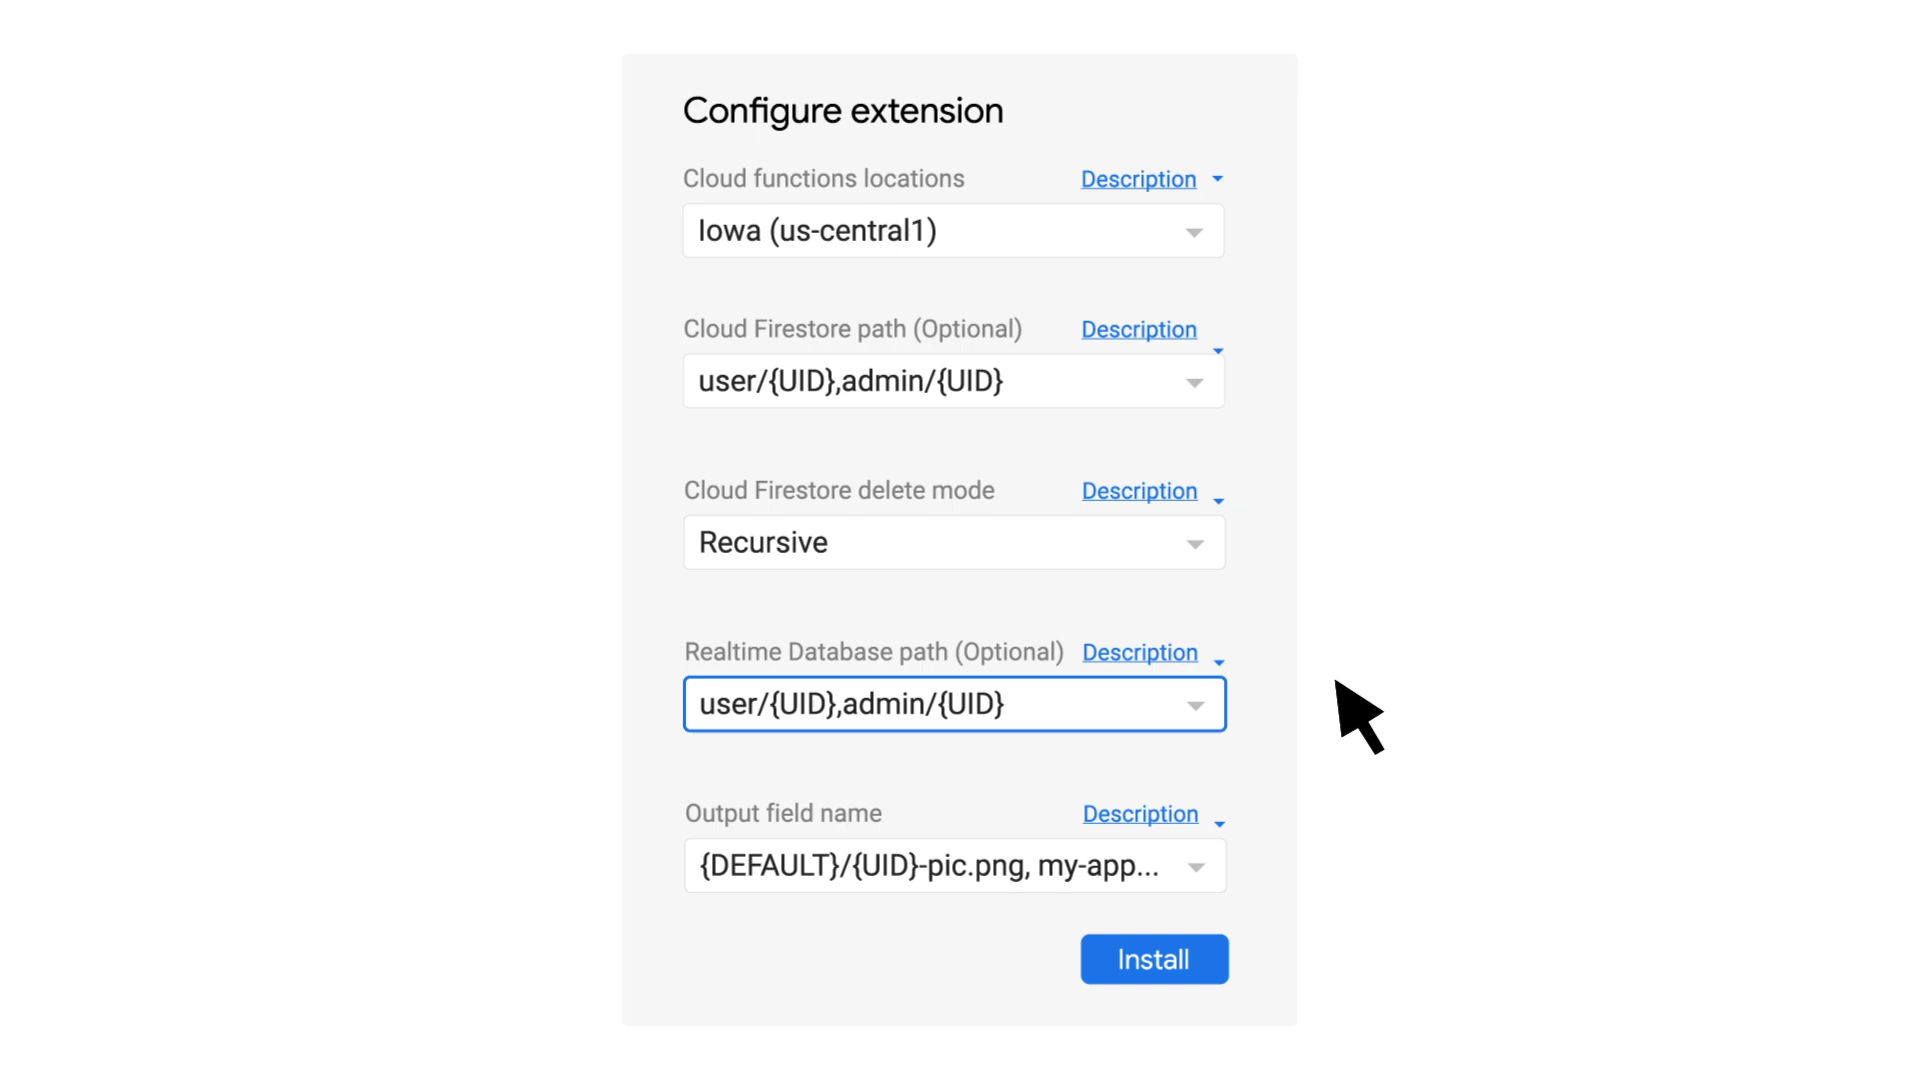 Configure extension
Cloud functions locations Description
Iowa (us-central1)
Cloud Firestore path (Optional) Description
user/{UID},admin/{UID}
Cloud Firestore delete mode Description
Recursive
Realtime Database path (Optional) Description
user/{UID},admin/{UID}
Output field name Description
{DEFAULT}/{UID}-pic.png, my-app...
Install